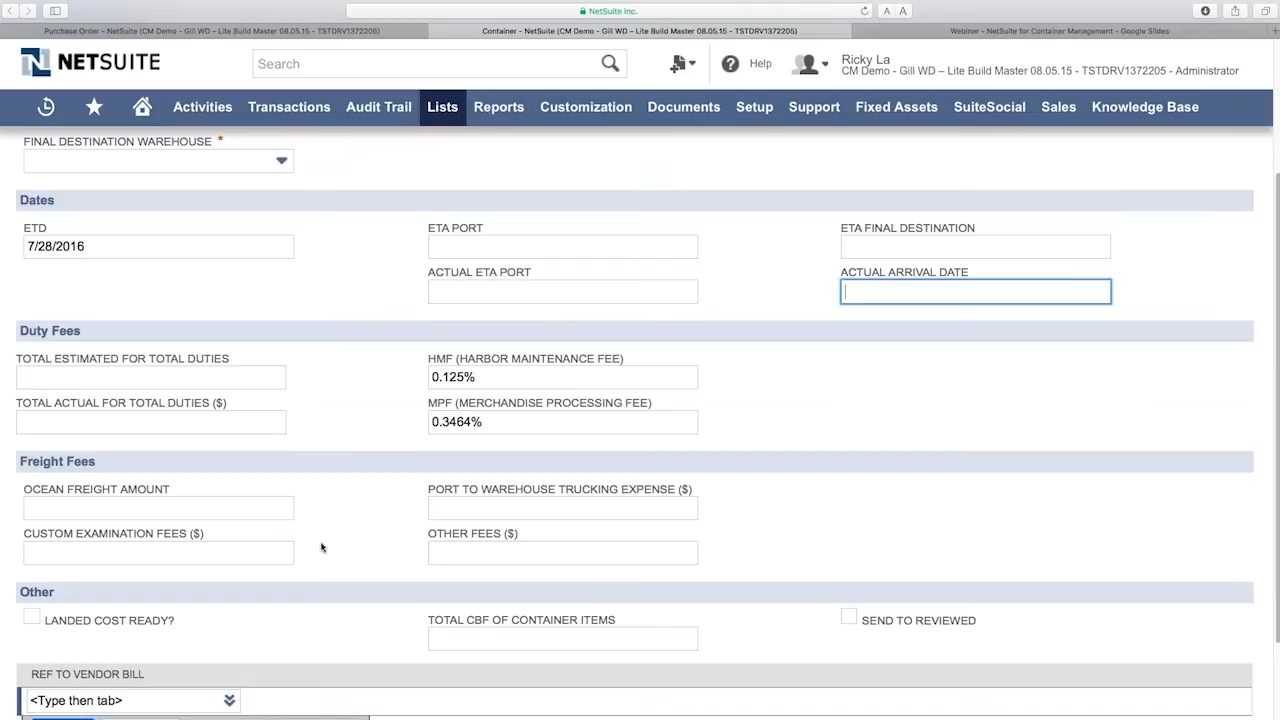 NetSuite Inc.
A A
Purchase Order - NetSuite (CM Demo - Gill WD – Lite Build Master 08.05.15 - TSTDRV1372205)
Container - NetSuite (CM Demo - Gill WD – Lite Build Master 08.05.15 - TSTDRV1372205)
Webinar – NetSuite for Container Management - Google Slides
N NETSUITE
Search
Help
Ricky La
CM Demo - Gill WD – Lite Build Master 08.05.15 - TSTDRV1372205 - Administrator
Activities Transactions Audit Trail Lists Reports Customization Documents Setup Support Fixed Assets SuiteSocial Sales Knowledge Base
FINAL DESTINATION WAREHOUSE *
Dates
ETD ETA PORT ETA FINAL DESTINATION
7/28/2016
ACTUAL ETA PORT ACTUAL ARRIVAL DATE
Duty Fees
TOTAL ESTIMATED FOR TOTAL DUTIES HMF (HARBOR MAINTENANCE FEE)
0.125%
TOTAL ACTUAL FOR TOTAL DUTIES ($) MPF (MERCHANDISE PROCESSING FEE)
0.3464%
Freight Fees
OCEAN FREIGHT AMOUNT PORT TO WAREHOUSE TRUCKING EXPENSE ($)
CUSTOM EXAMINATION FEES ($) OTHER FEES ($)
Other
LANDED COST READY? TOTAL CBF OF CONTAINER ITEMS SEND TO REVIEWED
REF TO VENDOR BILL
<Type then tab>